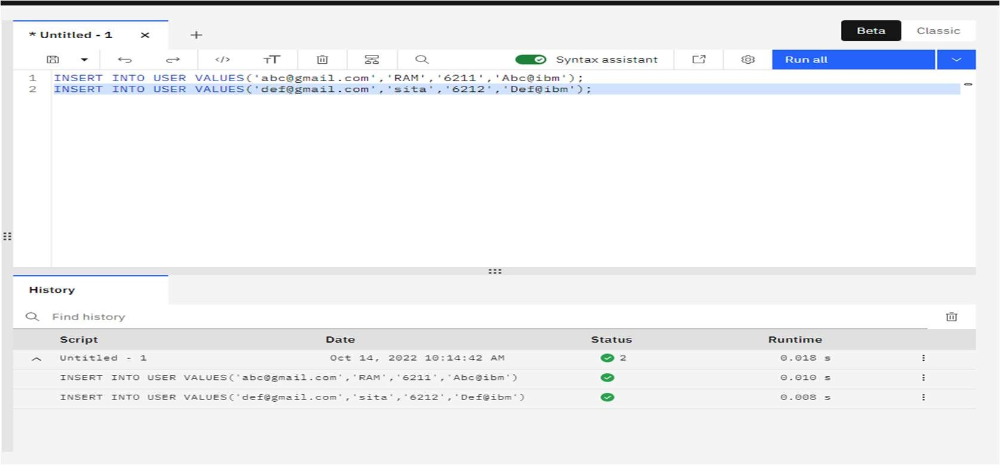 * Untitled - 1 × +
Beta Classic
Syntax assistant Run all
1 INSERT INTO USER VALUES('abc@gmail.com','RAM','6211','Abc@ibm');
2 INSERT INTO USER VALUES('def@gmail.com','sita','6212','Def@ibm');
History
Find history
Script Date Status Runtime
Untitled - 1 Oct 14, 2022 10:14:42 AM 2 0.018 s
INSERT INTO USER VALUES('abc@gmail.com','RAM','6211','Abc@ibm') 0.010 s
INSERT INTO USER VALUES('def@gmail.com','sita','6212','Def@ibm') 0.008 s